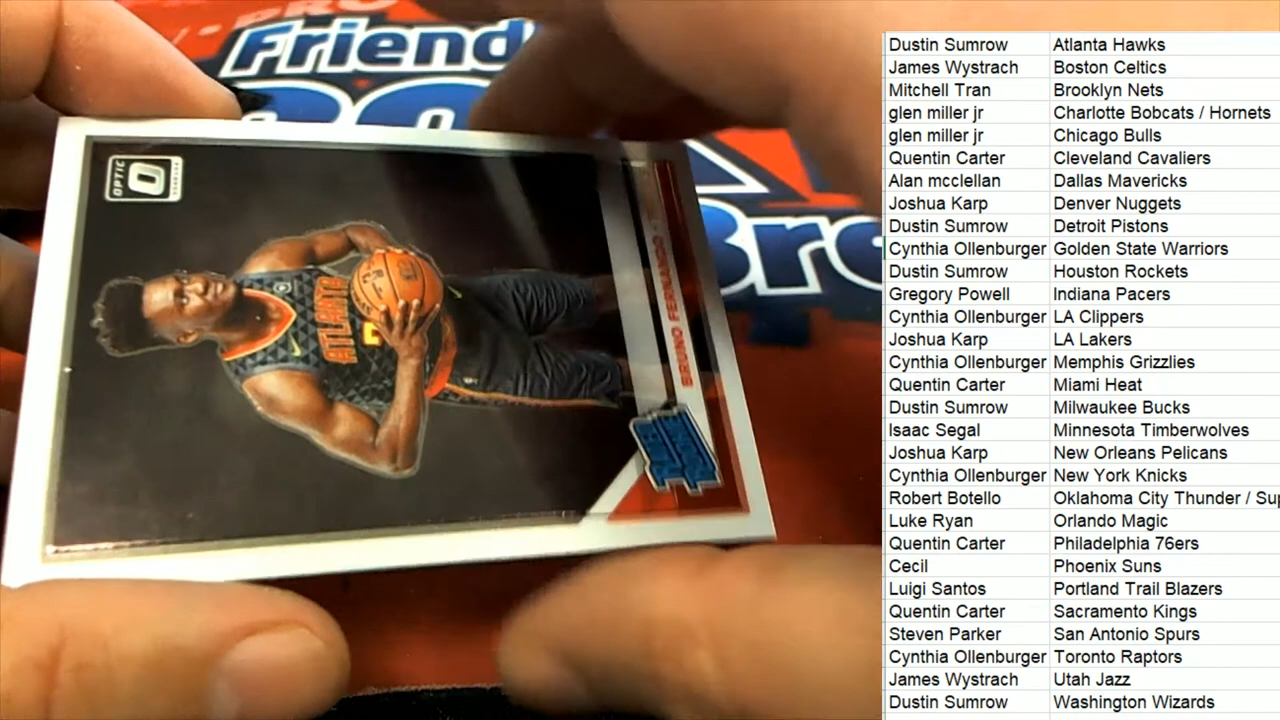 PRO
Friend
Bro
OPTIC
DONRUSS
ATLANTA
BRUNO FERNANDO
Dustin Sumrow Atlanta Hawks
James Wystrach Boston Celtics
Mitchell Tran Brooklyn Nets
glen miller jr Charlotte Bobcats / Hornets
glen miller jr Chicago Bulls
Quentin Carter Cleveland Cavaliers
Alan mcclellan Dallas Mavericks
Joshua Karp Denver Nuggets
Dustin Sumrow Detroit Pistons
Cynthia Ollenburger Golden State Warriors
Dustin Sumrow Houston Rockets
Gregory Powell Indiana Pacers
Cynthia Ollenburger LA Clippers
Joshua Karp LA Lakers
Cynthia Ollenburger Memphis Grizzlies
Quentin Carter Miami Heat
Dustin Sumrow Milwaukee Bucks
Isaac Segal Minnesota Timberwolves
Joshua Karp New Orleans Pelicans
Cynthia Ollenburger New York Knicks
Robert Botello Oklahoma City Thunder / Sup
Luke Ryan Orlando Magic
Quentin Carter Philadelphia 76ers
Cecil Phoenix Suns
Luigi Santos Portland Trail Blazers
Quentin Carter Sacramento Kings
Steven Parker San Antonio Spurs
Cynthia Ollenburger Toronto Raptors
James Wystrach Utah Jazz
Dustin Sumrow Washington Wizards